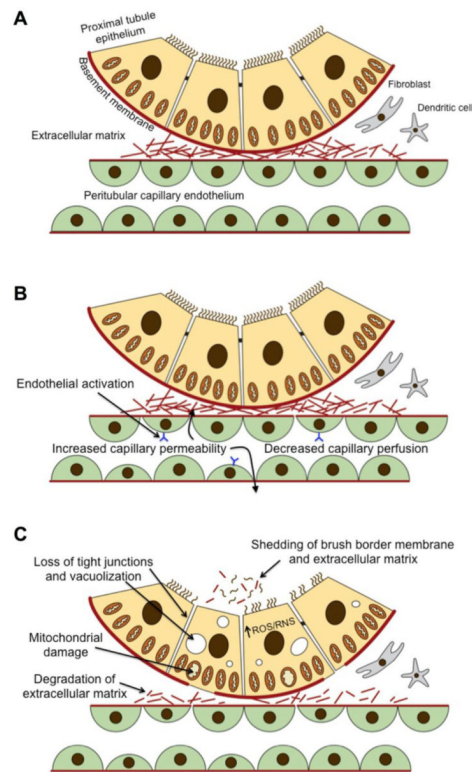 A
Proximal tubule
epithelium
Basement membrane
Fibroblast
Dendritic cell
Extracellular matrix
Peritubular capillary endothelium
B
Endothelial activation
Increased capillary permeability
Decreased capillary perfusion
C
Loss of tight junctions
and vacuolization
Shedding of brush border membrane
and extracellular matrix
ROS/RNS
Mitochondrial
damage
Degradation of
extracellular matrix